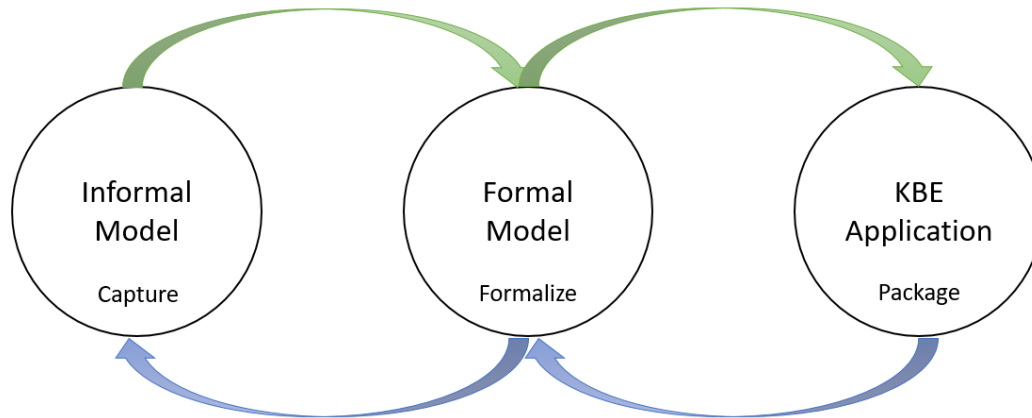 Informal
Model
Capture
Formal
Model
Formalize
KBE
Application
Package